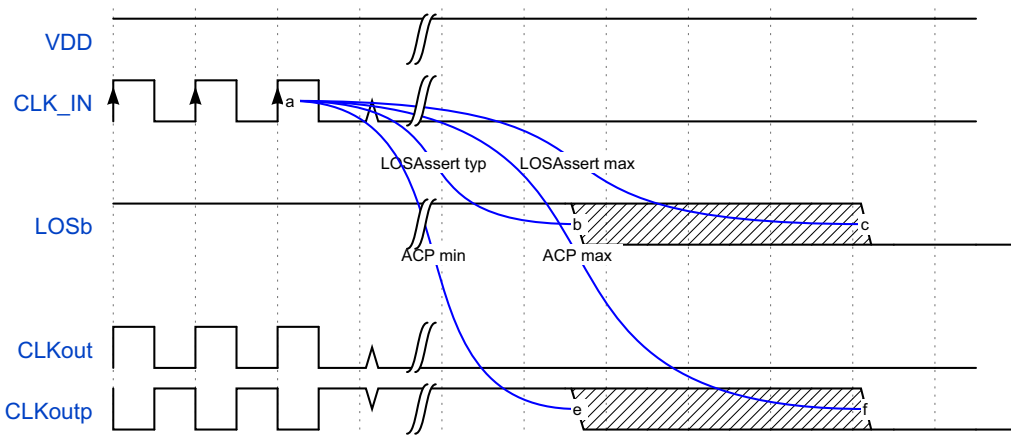 VDD
CLK_IN
a
LOSAssert typ
LOSAssert max
LOSb
b
c
ACP min
ACP max
CLKout
CLKoutp
e
f